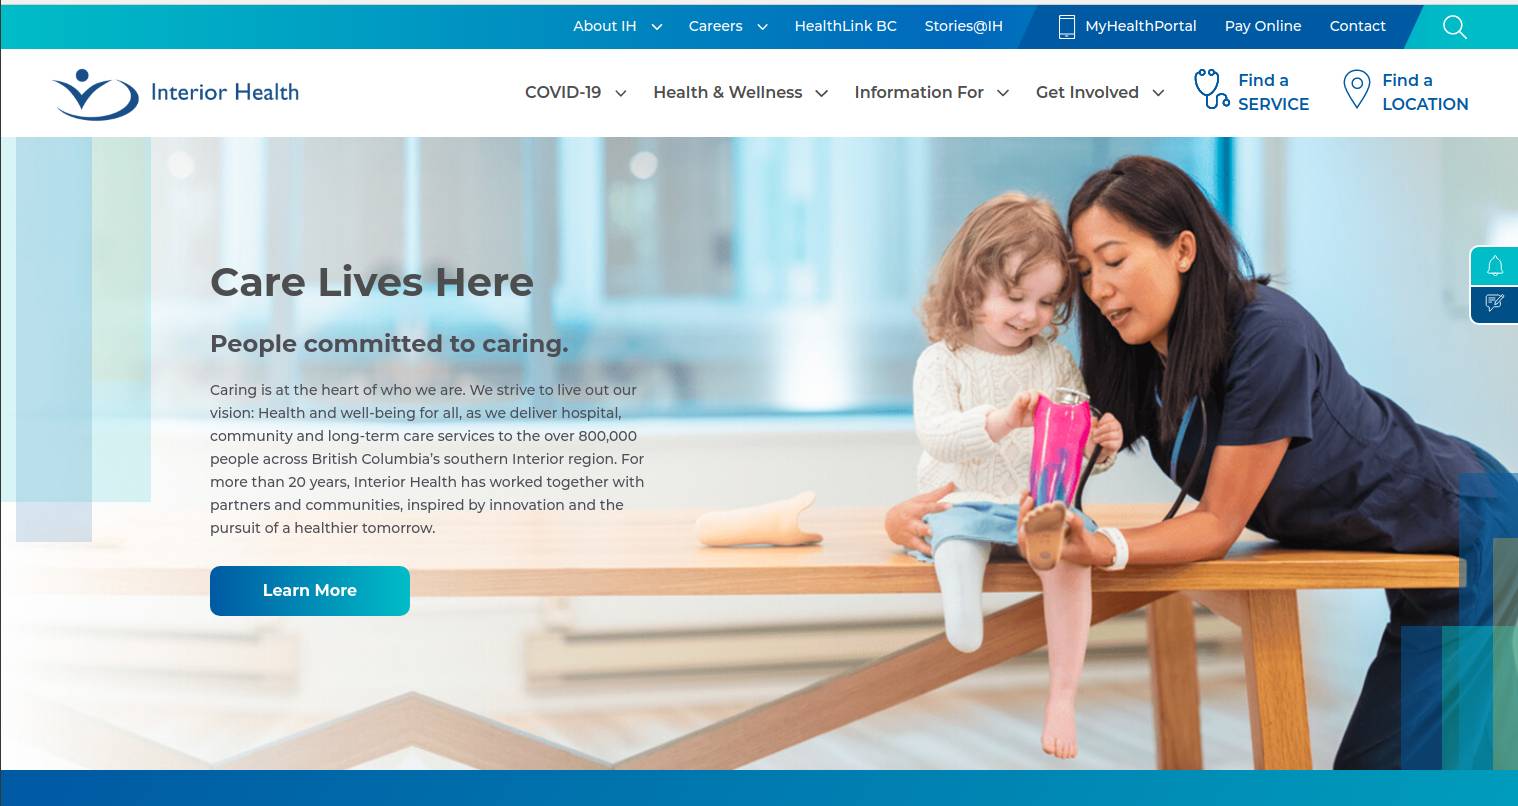 About IH
Careers
HealthLink BC
Stories@IH
MyHealthPortal
Pay Online
Contact
Interior Health
COVID-19
Health & Wellness
Information For
Get Involved
Find a
SERVICE
Find a
LOCATION
Care Lives Here
People committed to caring.
Caring is at the heart of who we are. We strive to live out our
vision: Health and well-being for all, as we deliver hospital,
community and long-term care services to the over 800,000
people across British Columbia’s southern Interior region. For
more than 20 years, Interior Health has worked together with
partners and communities, inspired by innovation and the
pursuit of a healthier tomorrow.
Learn More